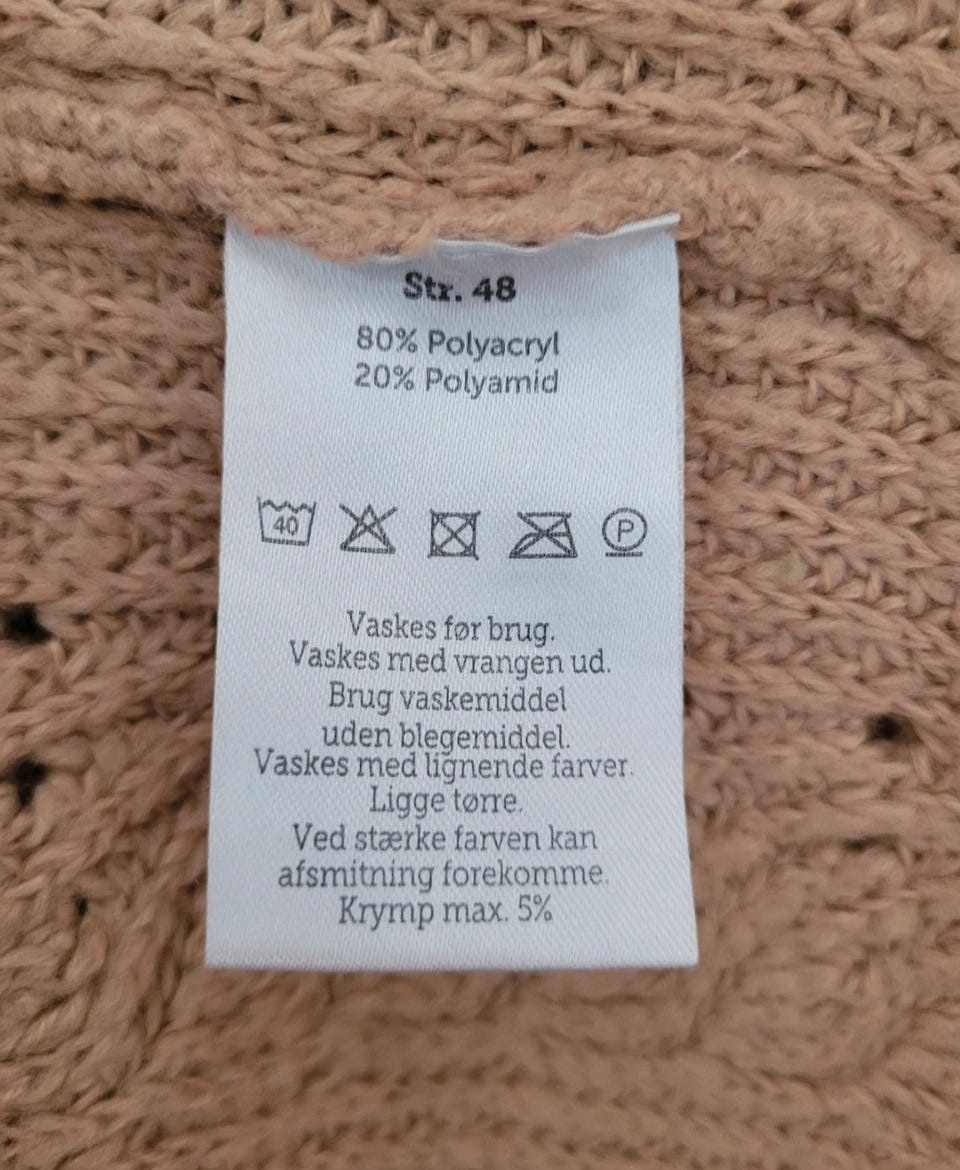 Str. 48
80% Polyacryl
20% Polyamid
40
P
Vaskes før brug.
Vaskes med vrangen ud.
Brug vaskemiddel
uden blegemiddel.
Vaskes med lignende farver.
Ligge tørre.
Ved stærke farven kan
afsmitning forekomme.
Krymp max. 5%